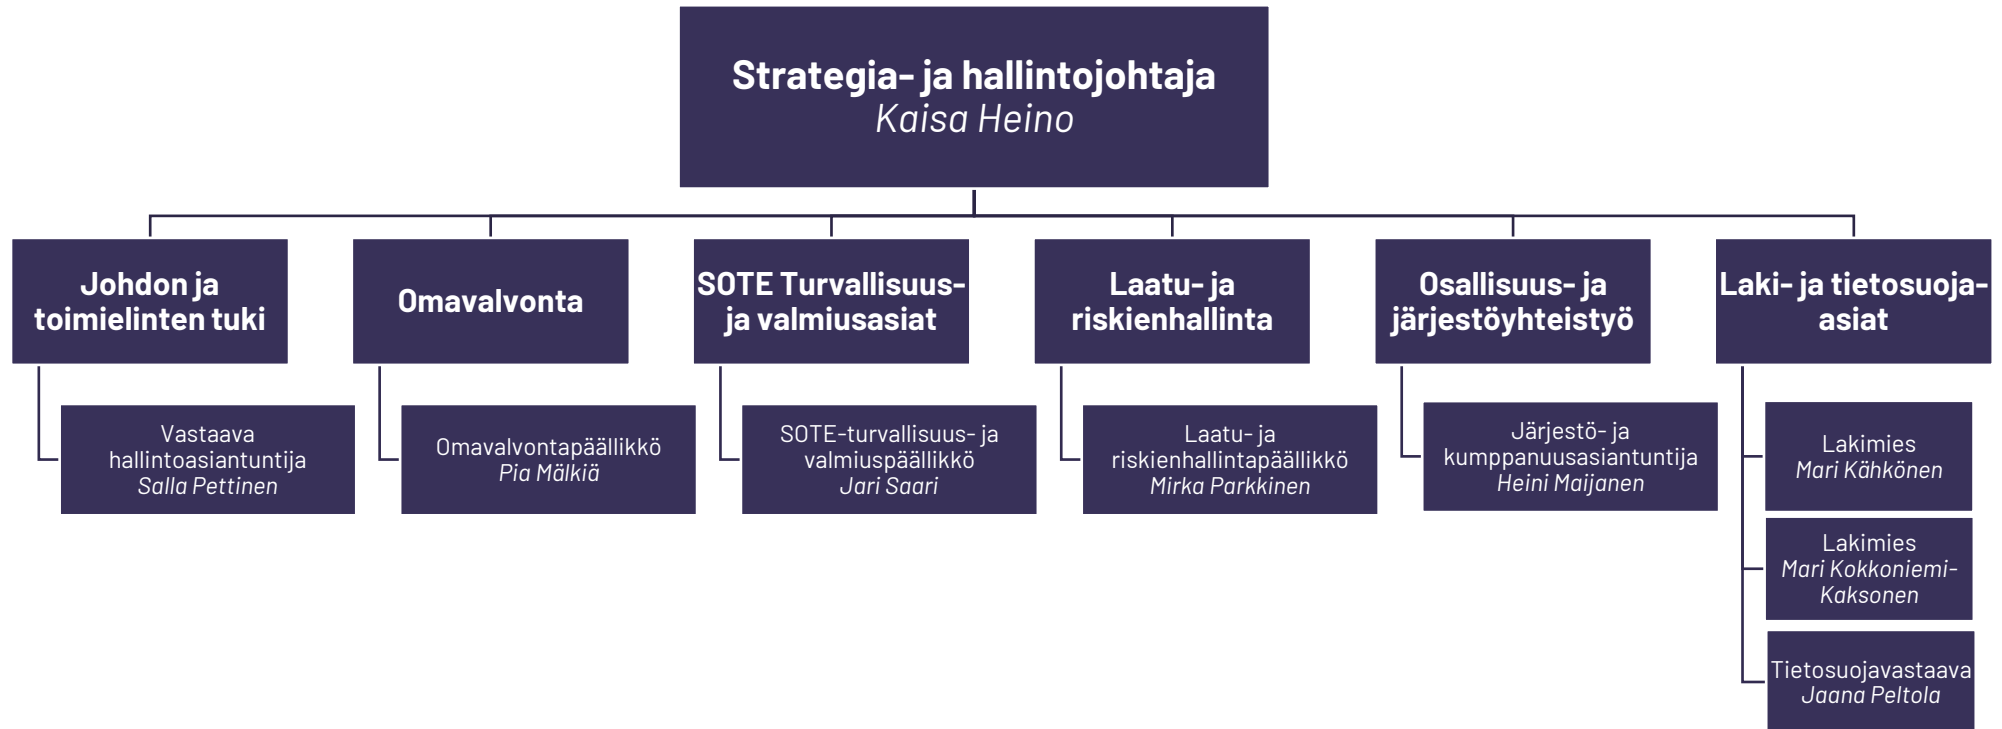 Strategia- ja hallintojohtaja
Kaisa Heino
Johdon ja
toimielinten tuki
Omavalvonta
SOTE Turvallisuus-
ja valmiusasiat
Laatu- ja
riskienhallinta
Osallisuus- ja
järjestöyhteistyö
Laki- ja tietosuoja-
asiat
Vastaava
hallintoasiantuntija
Salla Pettinen
Omavalvontapäällikkö
Pia Mälkiä
SOTE-turvallisuus- ja
valmiuspäällikkö
Jari Saari
Laatu- ja
riskienhallintapäällikkö
Mirka Parkkinen
Järjestö- ja
kumppanuusasiantuntija
Heini Maijanen
Lakimies
Mari Kähkönen
Lakimies
Mari Kokkoniemi-
Kaksonen
Tietosuojavastaava
Jaana Peltola